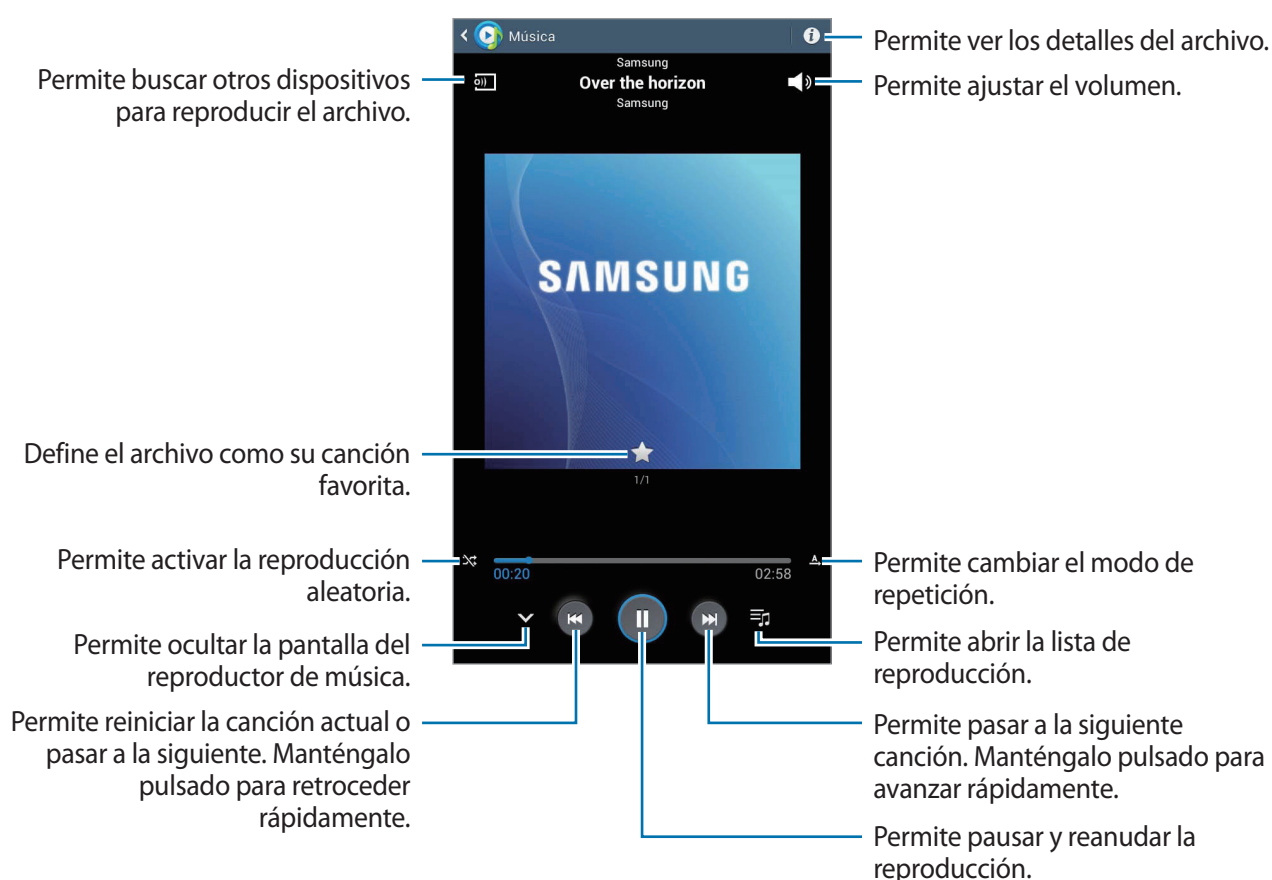 Música
Permite ver los detalles del archivo.
Permite buscar otros dispositivos
para reproducir el archivo.
Samsung
Over the horizon
Samsung
Permite ajustar el volumen.
SAMSUNG
Define el archivo como su canción
favorita.
1/1
Permite activar la reproducción
aleatoria.
00:20
02:58
Permite cambiar el modo de
repetición.
Permite ocultar la pantalla del
reproductor de música.
Permite abrir la lista de
reproducción.
Permite reiniciar la canción actual o
pasar a la siguiente. Manténgalo
pulsado para retroceder
rápidamente.
Permite pasar a la siguiente
canción. Manténgalo pulsado para
avanzar rápidamente.
Permite pausar y reanudar la
reproducción.